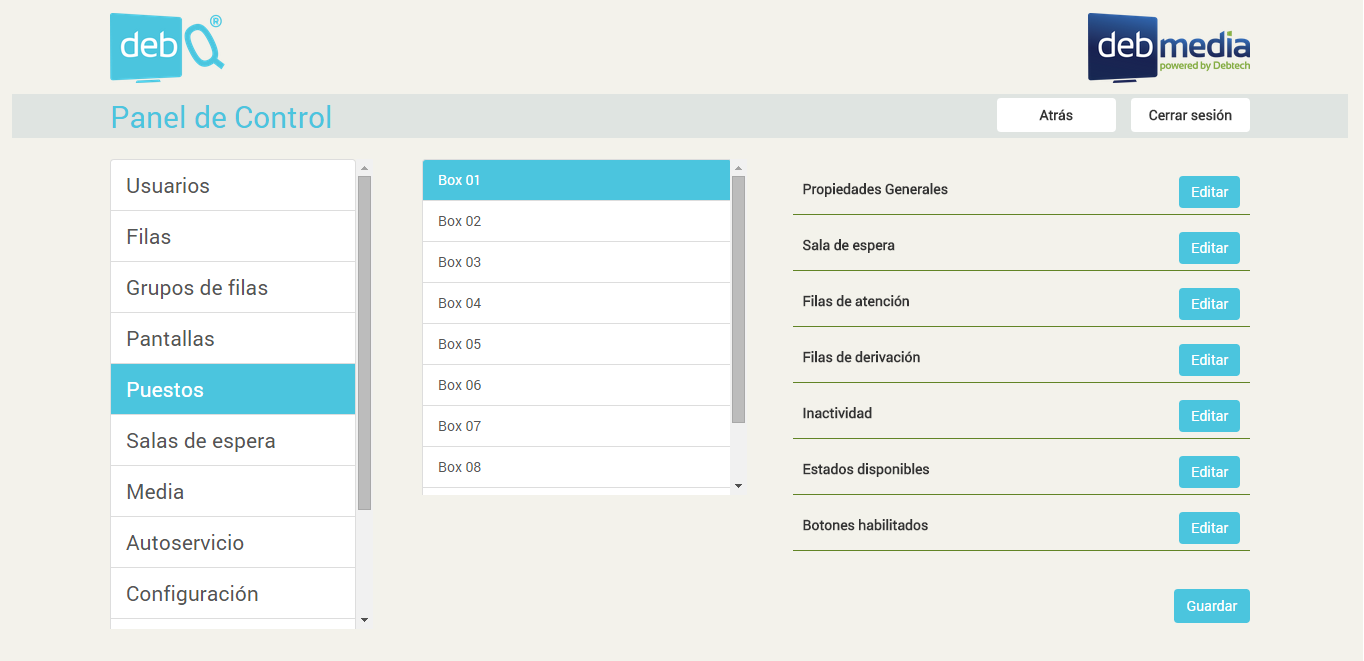 deb Q®
debmedia
powered by Debtech
Panel de Control
Atrás
Cerrar sesión
Usuarios
Filas
Grupos de filas
Pantallas
Puestos
Salas de espera
Media
Autoservicio
Configuración
Box 01
Box 02
Box 03
Box 04
Box 05
Box 06
Box 07
Box 08
Propiedades Generales
Editar
Sala de espera
Editar
Filas de atención
Editar
Filas de derivación
Editar
Inactividad
Editar
Estados disponibles
Editar
Botones habilitados
Editar
Guardar